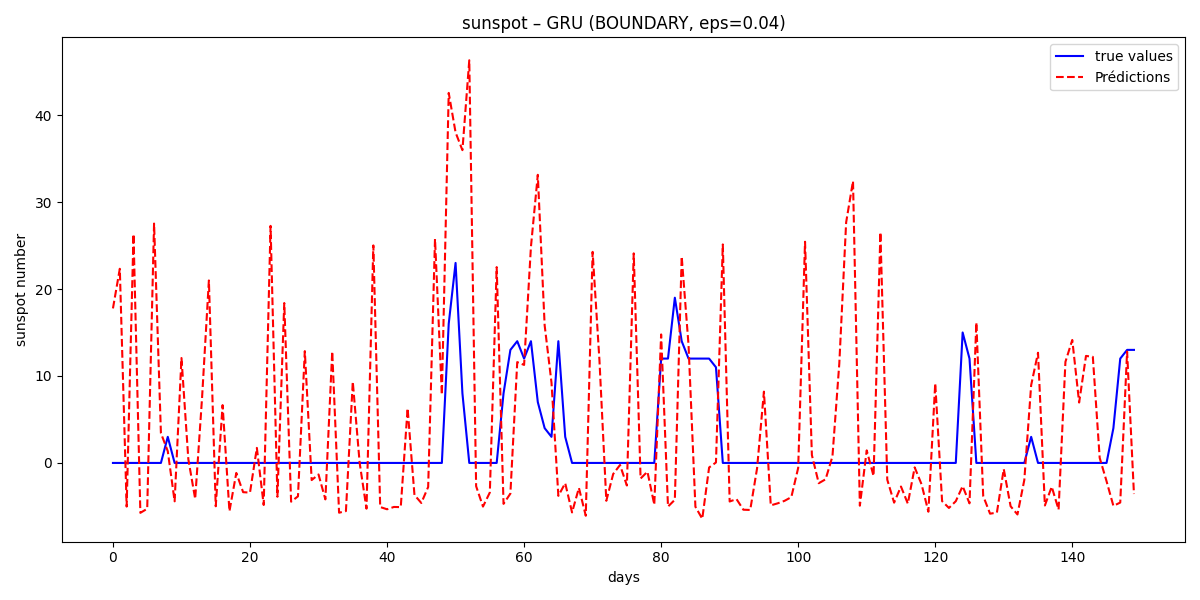 sunspot – GRU (BOUNDARY, eps=0.04)
true values
Prédictions
sunspot number
40
30
20
10
0
0 20 40 60 80 100 120 140
days